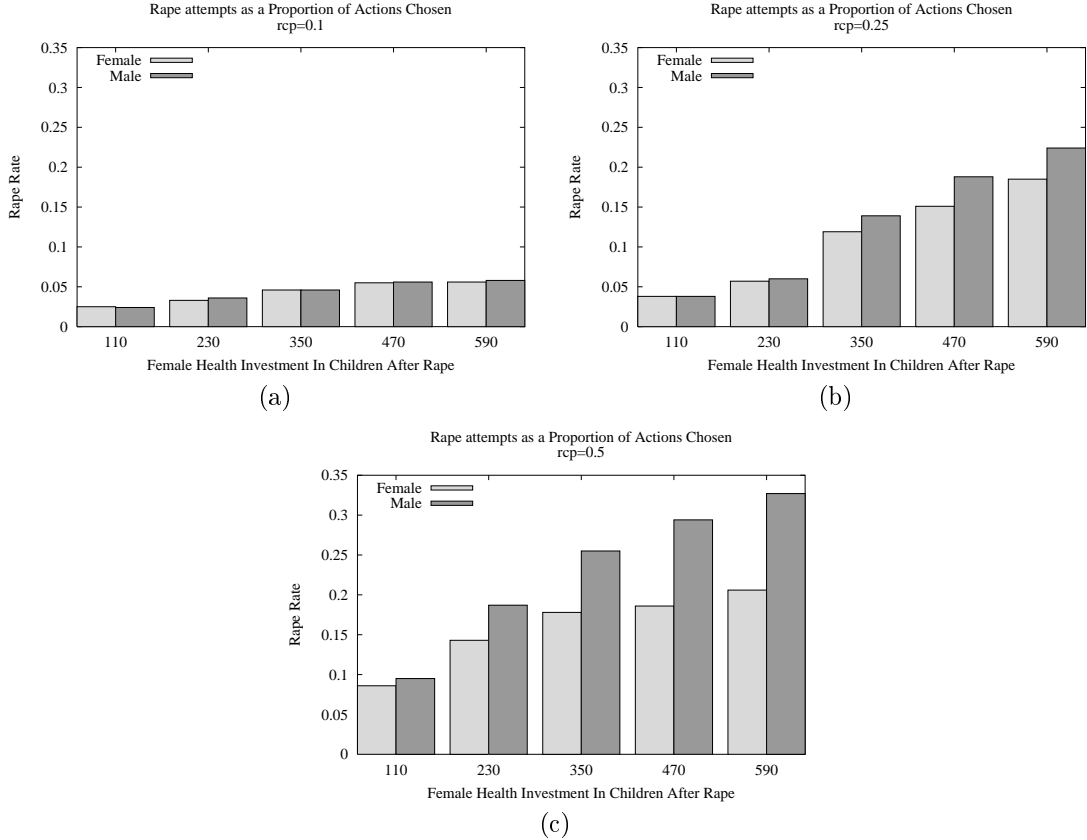 Rape attempts as a Proportion of Actions Chosen
rcp=0.1
0.35
0.3
0.25
0.2
0.15
0.1
0.05
0
Rape Rate
Female
Male
110 230 350 470 590
Female Health Investment In Children After Rape
(a)
Rape attempts as a Proportion of Actions Chosen
rcp=0.25
0.35
0.3
0.25
0.2
0.15
0.1
0.05
0
Rape Rate
Female
Male
110 230 350 470 590
Female Health Investment In Children After Rape
(b)
Rape attempts as a Proportion of Actions Chosen
rcp=0.5
0.35
0.3
0.25
0.2
0.15
0.1
0.05
0
Rape Rate
Female
Male
110 230 350 470 590
Female Health Investment In Children After Rape
(c)